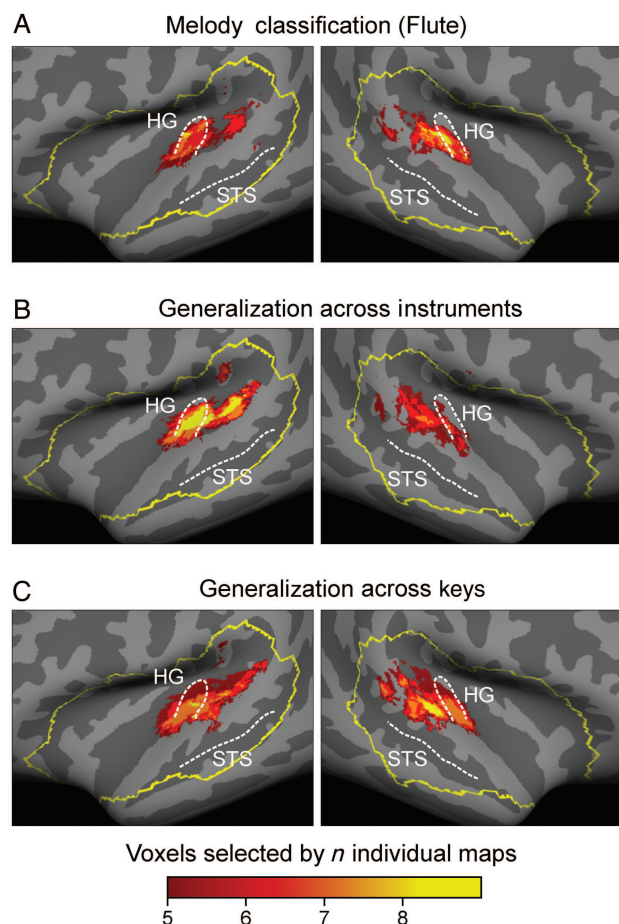 A
Melody classification (Flute)
HG
STS
HG
STS
B
Generalization across instruments
HG
STS
HG
STS
C
Generalization across keys
HG
STS
HG
STS
Voxels selected by n individual maps
5 6 7 8